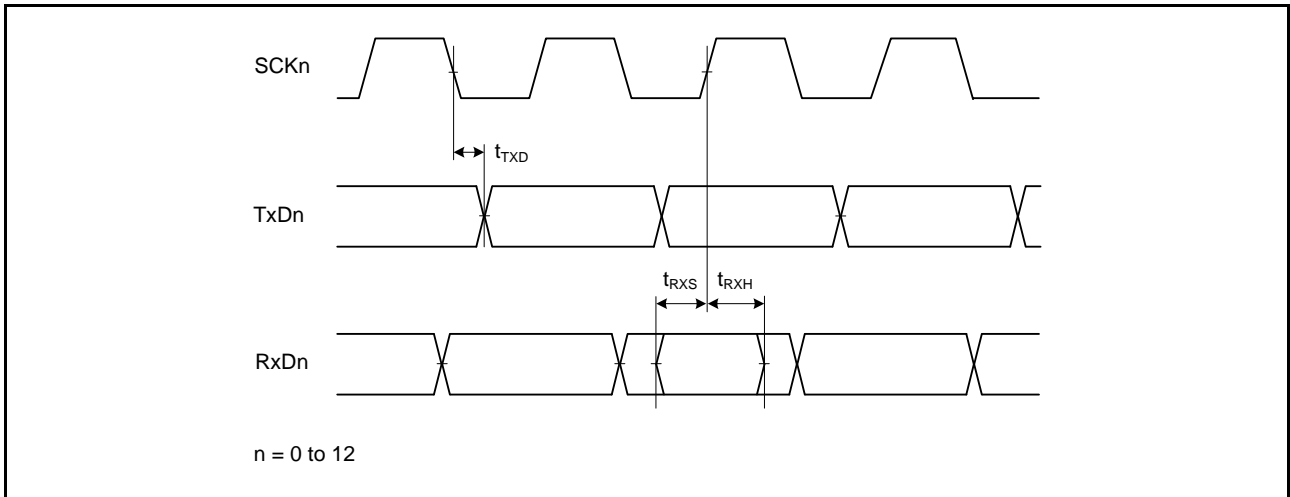 SCKn
tTXD
TxDn
tRXS tRXH
RxDn
n = 0 to 12